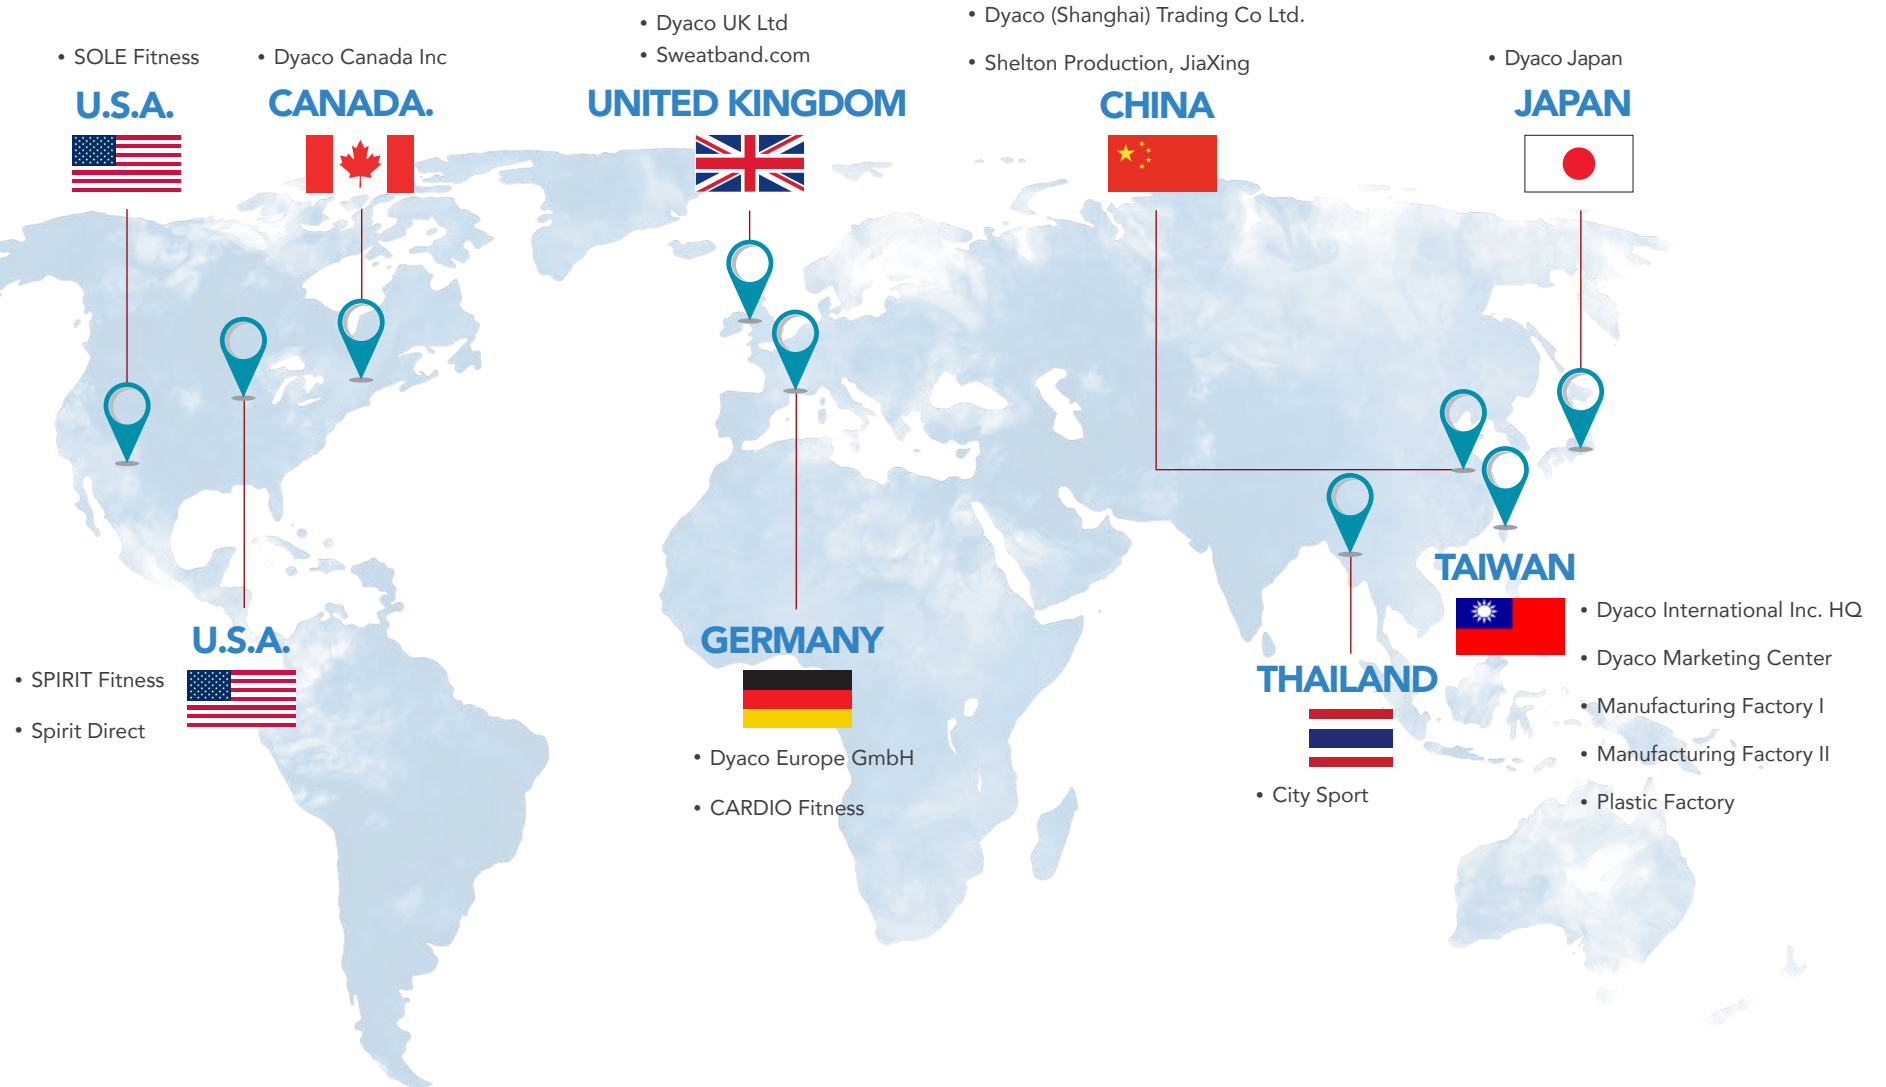 • SOLE Fitness
U.S.A.
• Dyaco Canada Inc
CANADA.
• Dyaco UK Ltd
• Sweatband.com
UNITED KINGDOM
• Dyaco (Shanghai) Trading Co Ltd.
• Shelton Production, JiaXing
CHINA
• Dyaco Japan
JAPAN
U.S.A.
• SPIRIT Fitness
• Spirit Direct
GERMANY
• Dyaco Europe GmbH
• CARDIO Fitness
THAILAND
• City Sport
TAIWAN
• Dyaco International Inc. HQ
• Dyaco Marketing Center
• Manufacturing Factory I
• Manufacturing Factory II
• Plastic Factory